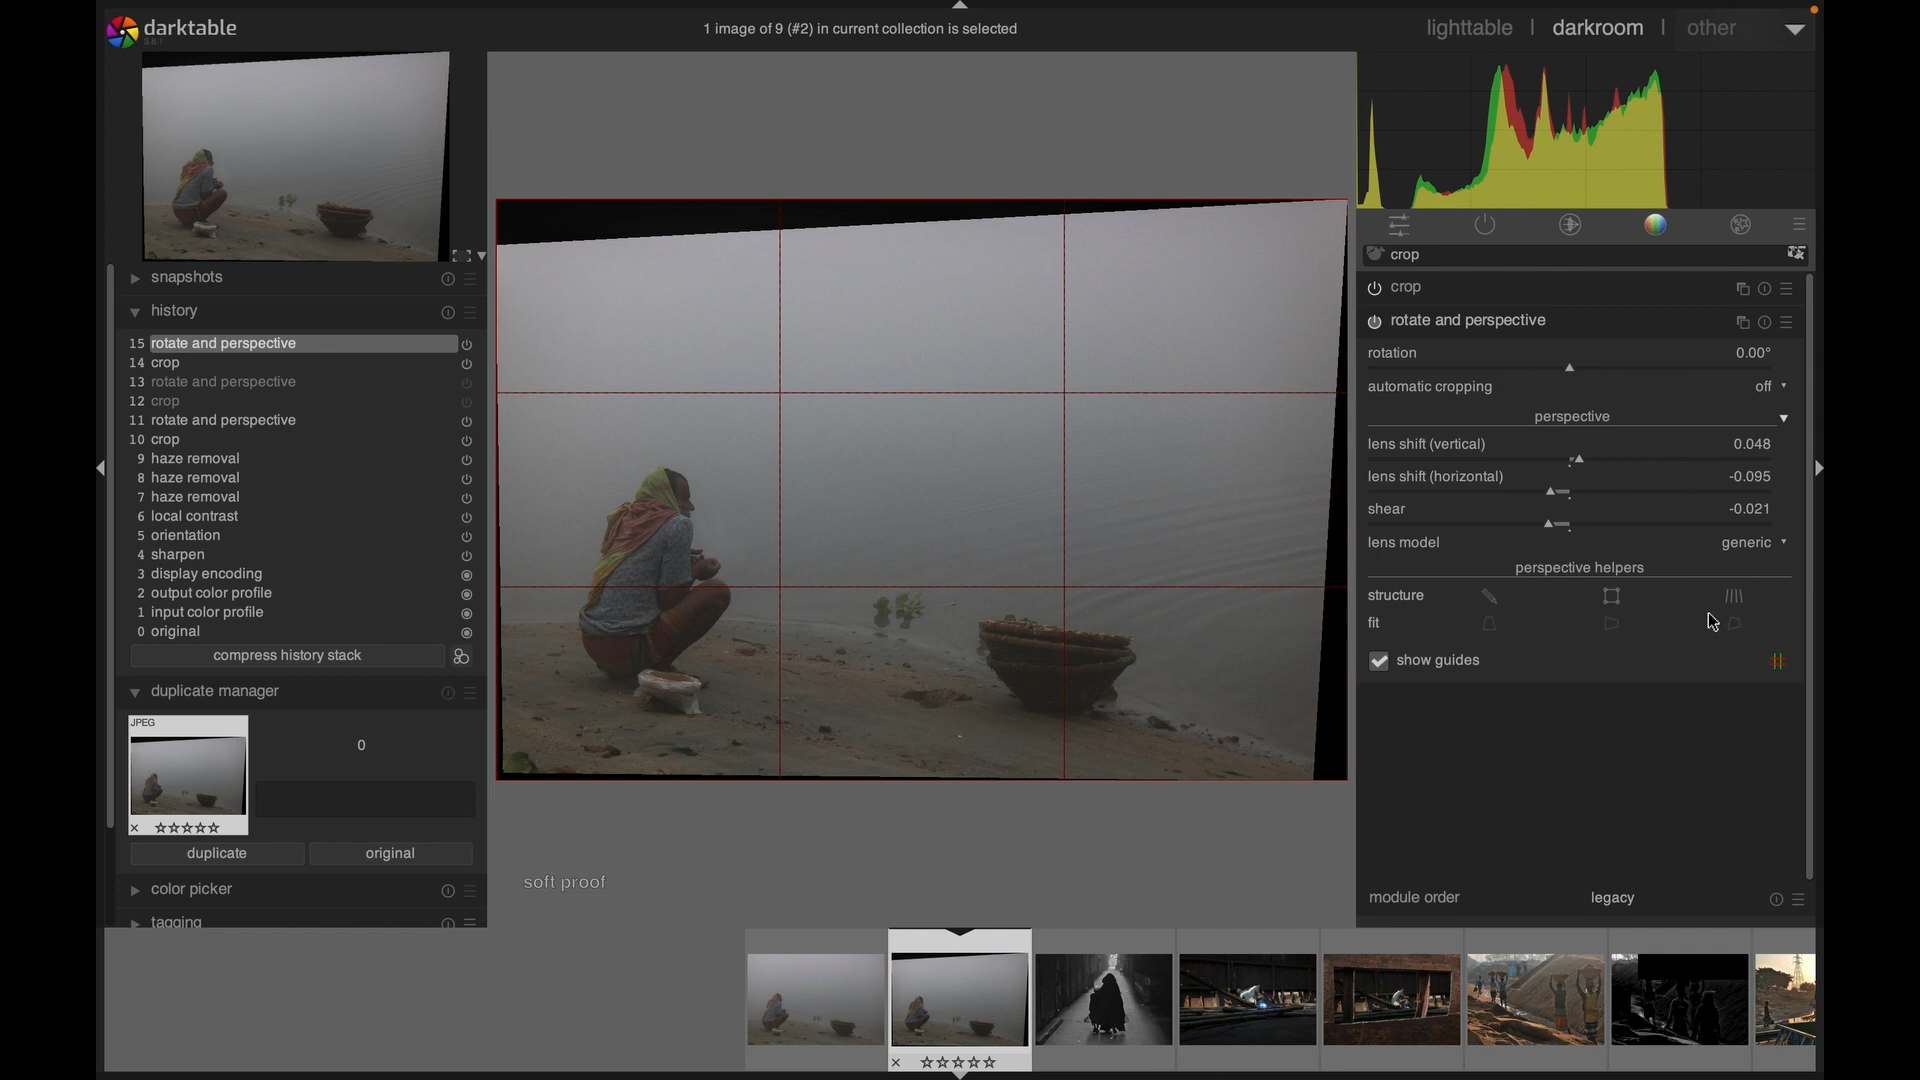 darktable
3.8.1
1 image of 9 (#2) in current collection is selected
lighttable | darkroom | other
snapshots
history
15 rotate and perspective
14 crop
13 rotate and perspective
12 crop
11 rotate and perspective
10 crop
9 haze removal
8 haze removal
7 haze removal
6 local contrast
5 orientation
4 sharpen
3 display encoding
2 output color profile
1 input color profile
0 original
compress history stack
duplicate manager
JPEG
0
duplicate
original
color picker
tagging
soft proof
crop
crop
rotate and perspective
rotation 0.00°
automatic cropping off
perspective
lens shift (vertical) 0.048
lens shift (horizontal) -0.095
shear -0.021
lens model generic
perspective helpers
structure
fit
show guides
module order legacy